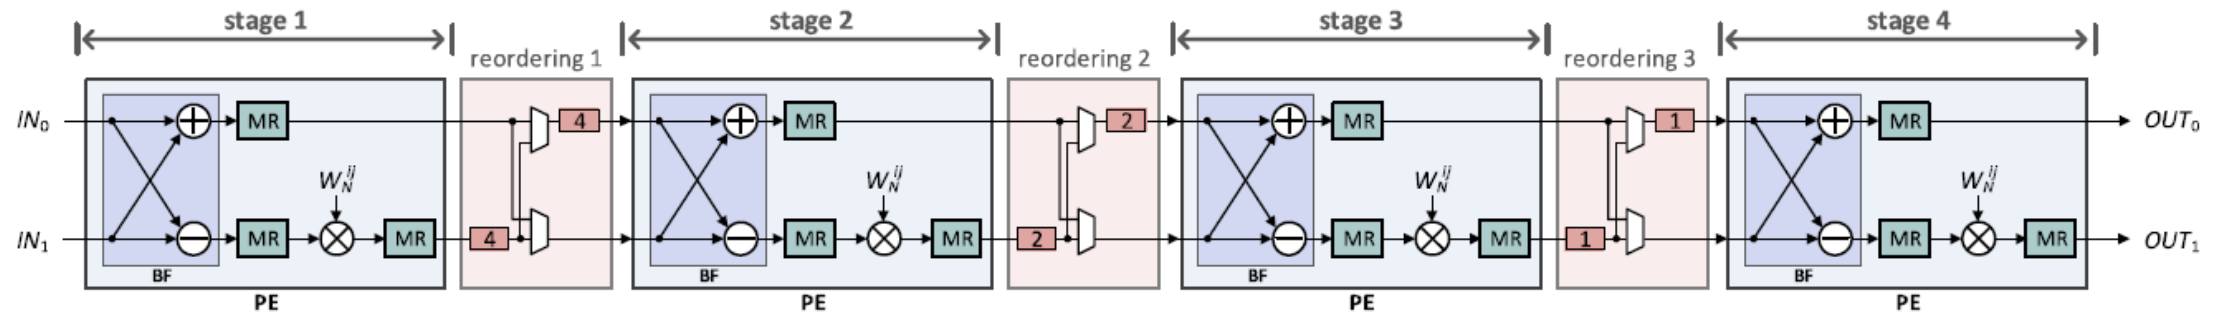 stage 1
stage 2
stage 3
stage 4
reordering 1
reordering 2
reordering 3
IN₀
MR
4
MR
2
MR
1
MR
OUT₀
W_N^{ij}
W_N^{ij}
W_N^{ij}
W_N^{ij}
IN₁
MR
MR
4
MR
MR
2
MR
MR
1
MR
MR
OUT₁
BF
BF
BF
BF
PE
PE
PE
PE